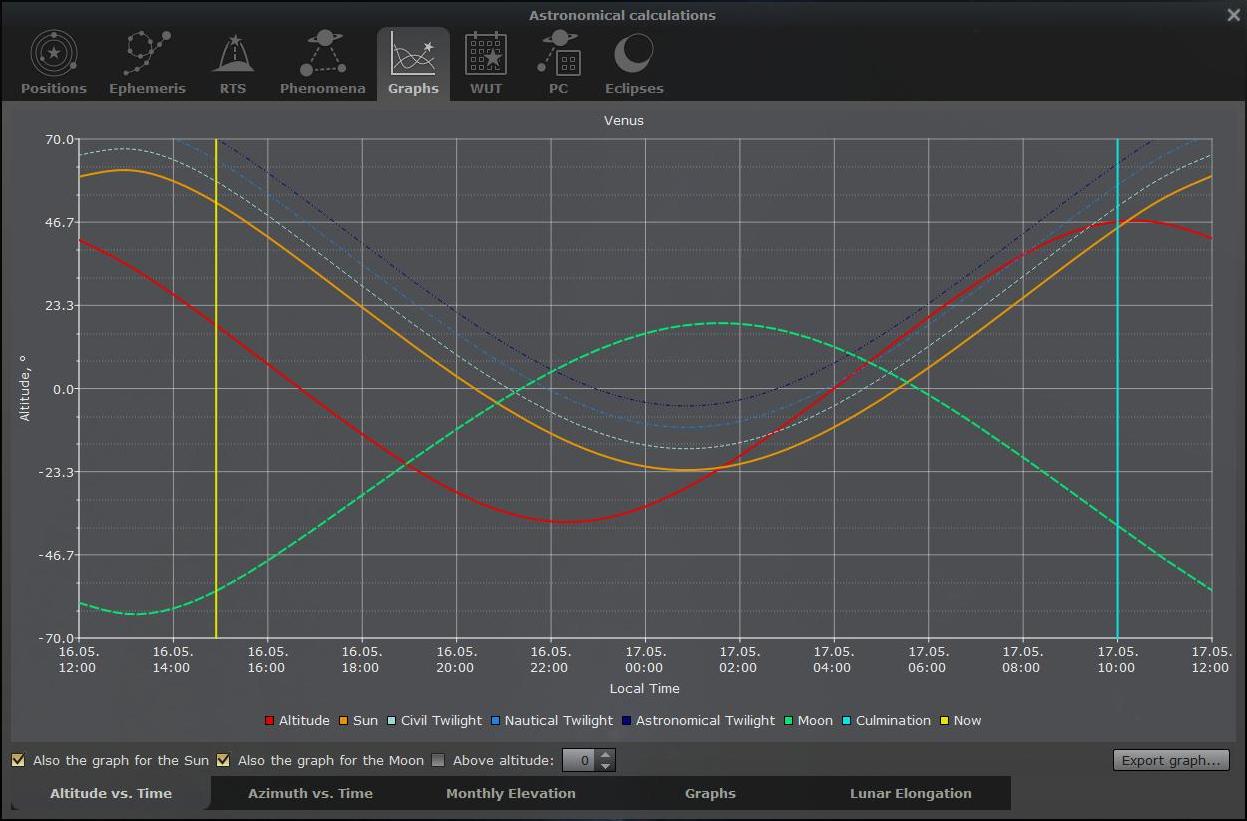 Astronomical calculations
Positions Ephemeris RTS Phenomena Graphs WUT PC Eclipses
Venus
70.0
46.7
23.3
0.0
-23.3
-46.7
-70.0
Altitude, °
16.05. 16.05. 16.05. 16.05. 16.05. 16.05. 17.05. 17.05. 17.05. 17.05. 17.05. 17.05. 17.05.
12:00 14:00 16:00 18:00 20:00 22:00 00:00 02:00 04:00 06:00 08:00 10:00 12:00
Local Time
Altitude Sun Civil Twilight Nautical Twilight Astronomical Twilight Moon Culmination Now
Also the graph for the Sun Also the graph for the Moon Above altitude: 0 Export graph...
Altitude vs. Time Azimuth vs. Time Monthly Elevation Graphs Lunar Elongation